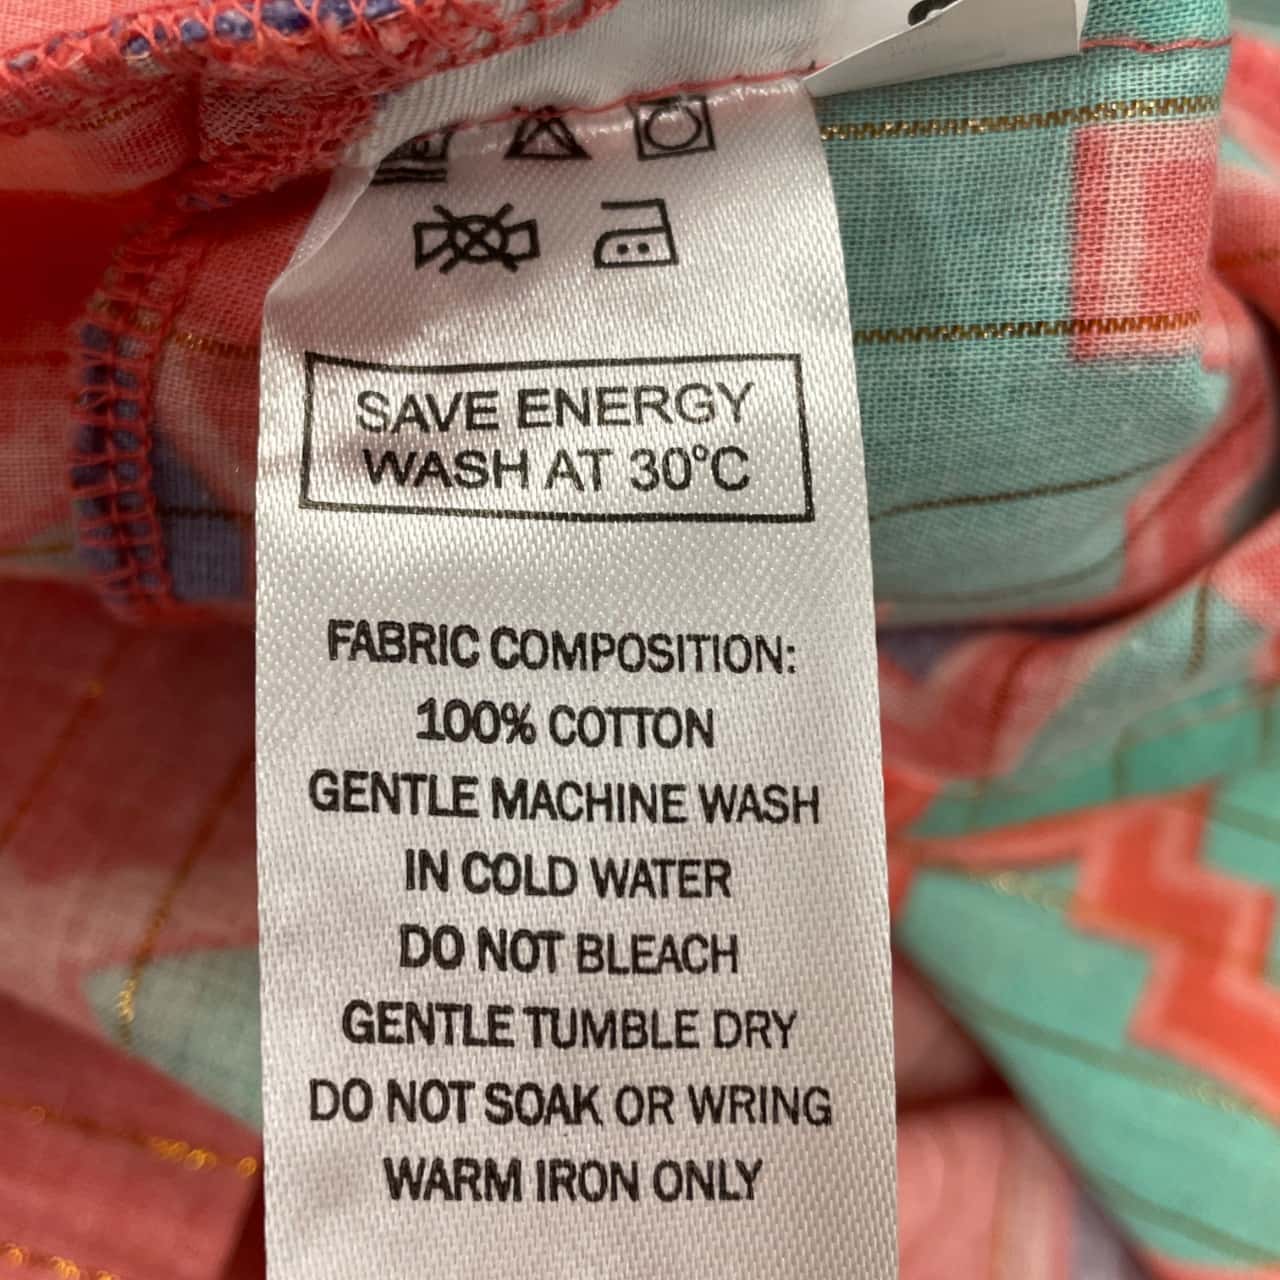 SAVE ENERGY
WASH AT 30°C
FABRIC COMPOSITION:
100% COTTON
GENTLE MACHINE WASH
IN COLD WATER
DO NOT BLEACH
GENTLE TUMBLE DRY
DO NOT SOAK OR WRING
WARM IRON ONLY